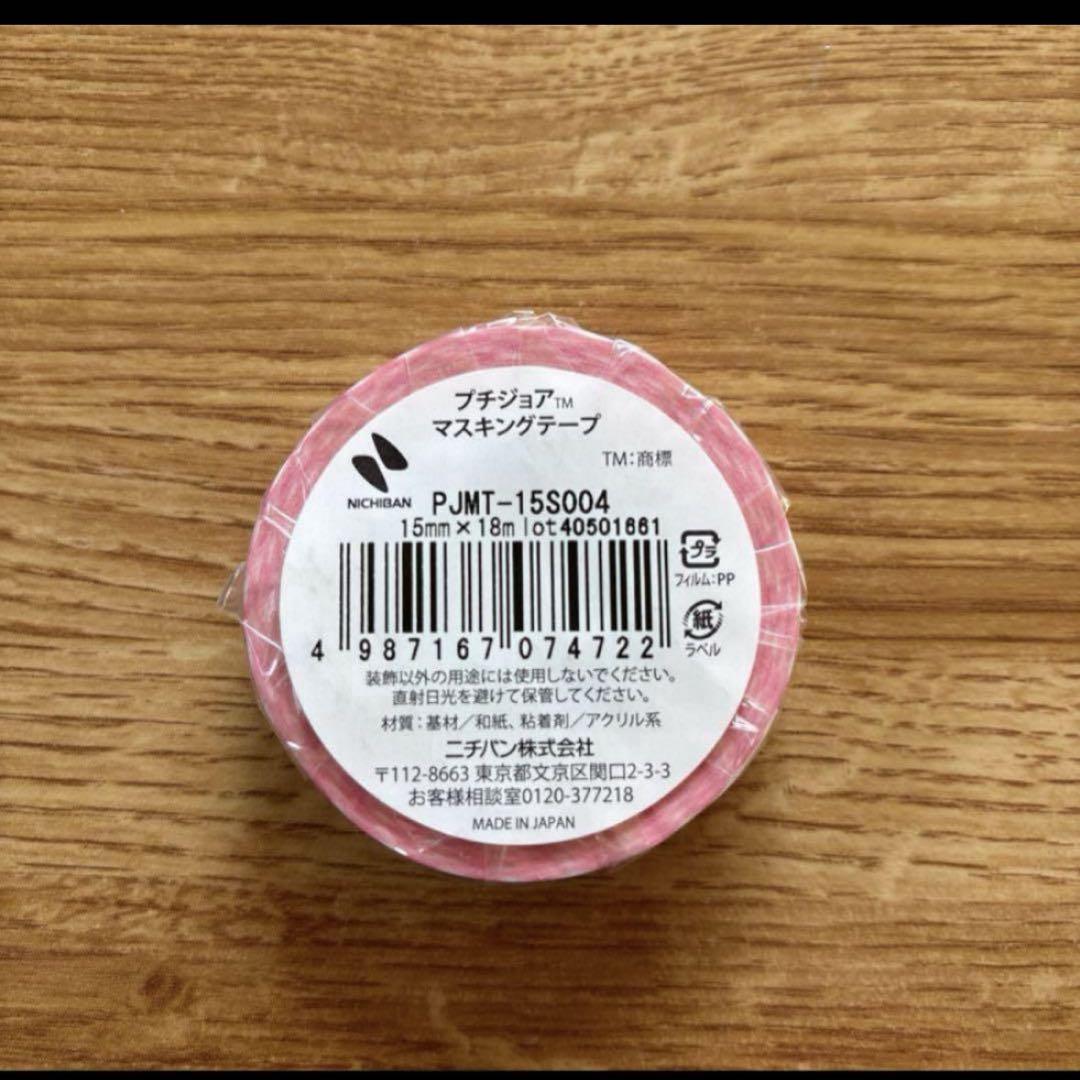 プチジョア™
マスキングテープ
TM:商標
NICHIBAN
PJMT-15S004
15mm×18m lot40501661
プラ
フィルム:PP
紙
ラベル
4 987167 074722
装飾以外の用途には使用しないでください。
直射日光を避けて保管してください。
材質:基材/和紙、粘着剤/アクリル系
ニチバン株式会社
〒112-8663 東京都文京区関口2-3-3
お客様相談室0120-377218
MADE IN JAPAN